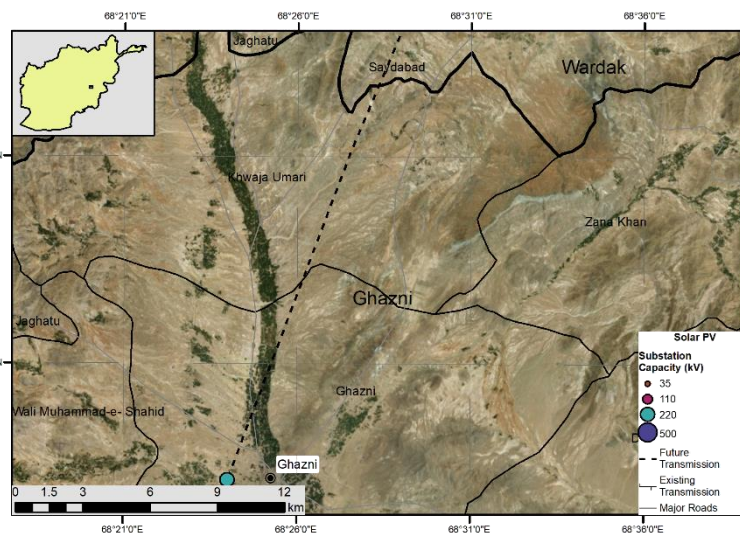 68°21'0"E 68°26'0"E 68°31'0"E 68°36'0"E
Jaghatu
Saydabad
Wardak
Khwaja Umari
Zana Khan
Ghazni
Jaghatu
Ghazni
Wali Muhammad-e- Shahid
Ghazni
0 1.5 3 6 9 12
km
Solar PV
Substation
Capacity (kV)
35
110
220
500
Future
Transmission
Existing
Transmission
Major Roads
68°21'0"E 68°26'0"E 68°31'0"E 68°36'0"E